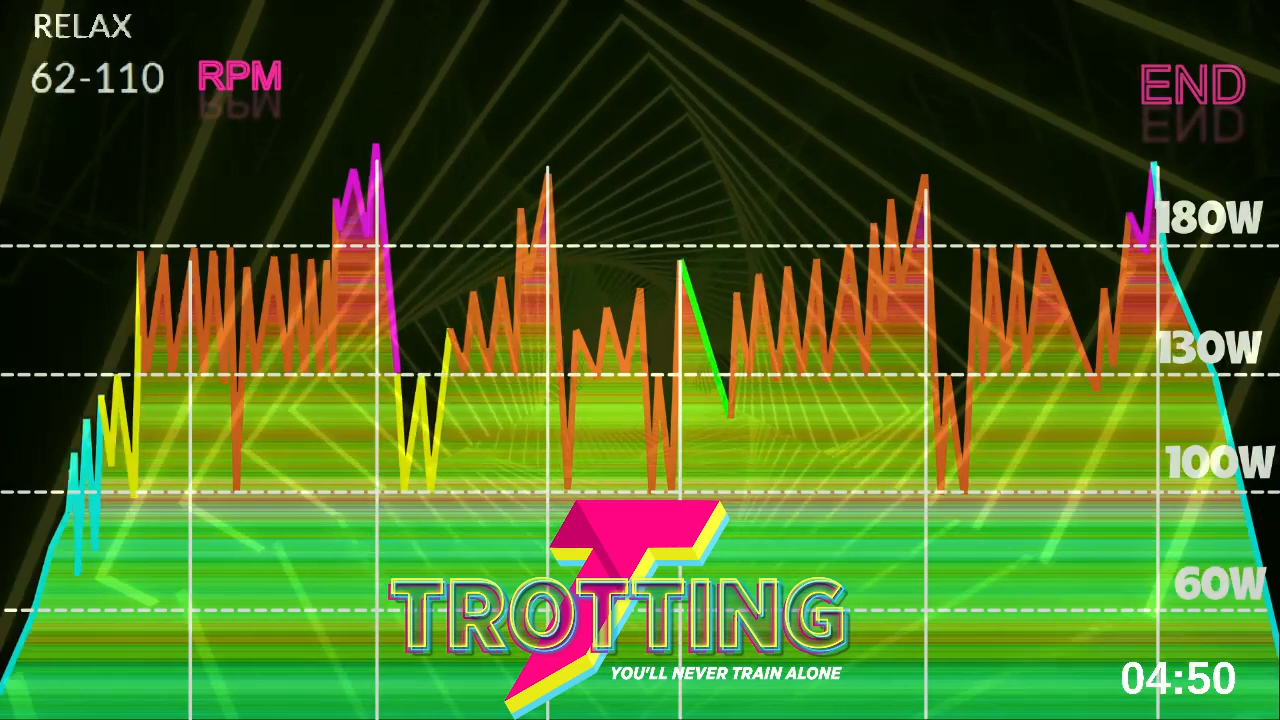 RELAX
62-110 RPM
END
180W
130W
100W
60W
TROTTING
YOU'LL NEVER TRAIN ALONE
04:50